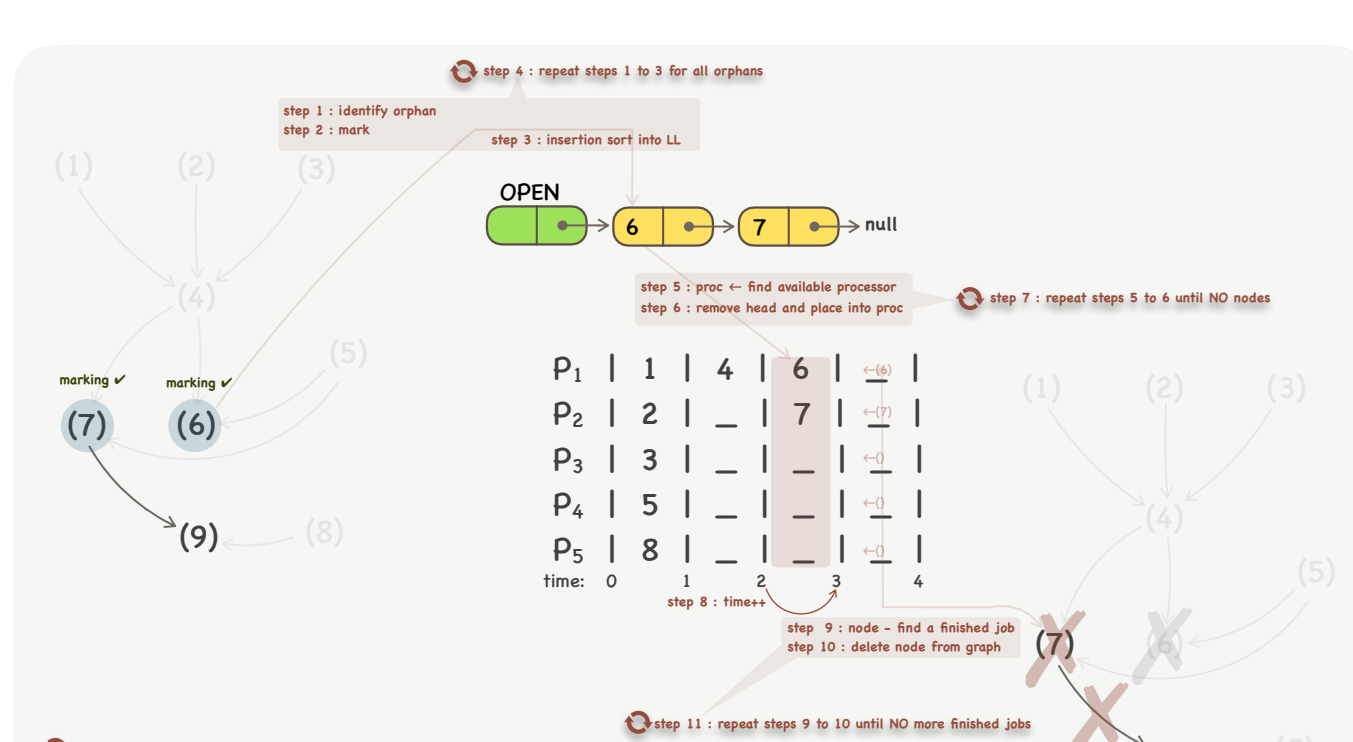 step 4 : repeat steps 1 to 3 for all orphans
step 1 : identify orphan
step 2 : mark
step 3 : insertion sort into LL
(1) (2) (3)
OPEN
6 7 null
step 5 : proc ← find available processor
step 6 : remove head and place into proc
step 7 : repeat steps 5 to 6 until NO nodes
(4)
(5)
marking ✔ marking ✔
(7) (6)
(9) (8)
P1 | 1 | 4 | 6 | ←(6) _ |
P2 | 2 | _ | 7 | ←(7) _ |
P3 | 3 | _ | _ | ←() _ |
P4 | 5 | _ | _ | ←() _ |
P5 | 8 | _ | _ | ←() _ |
time: 0 1 2 3 4
step 8 : time++
(1) (2) (3)
(4)
(5)
(7) (6)
step 9 : node - find a finished job
step 10 : delete node from graph
step 11 : repeat steps 9 to 10 until NO more finished jobs